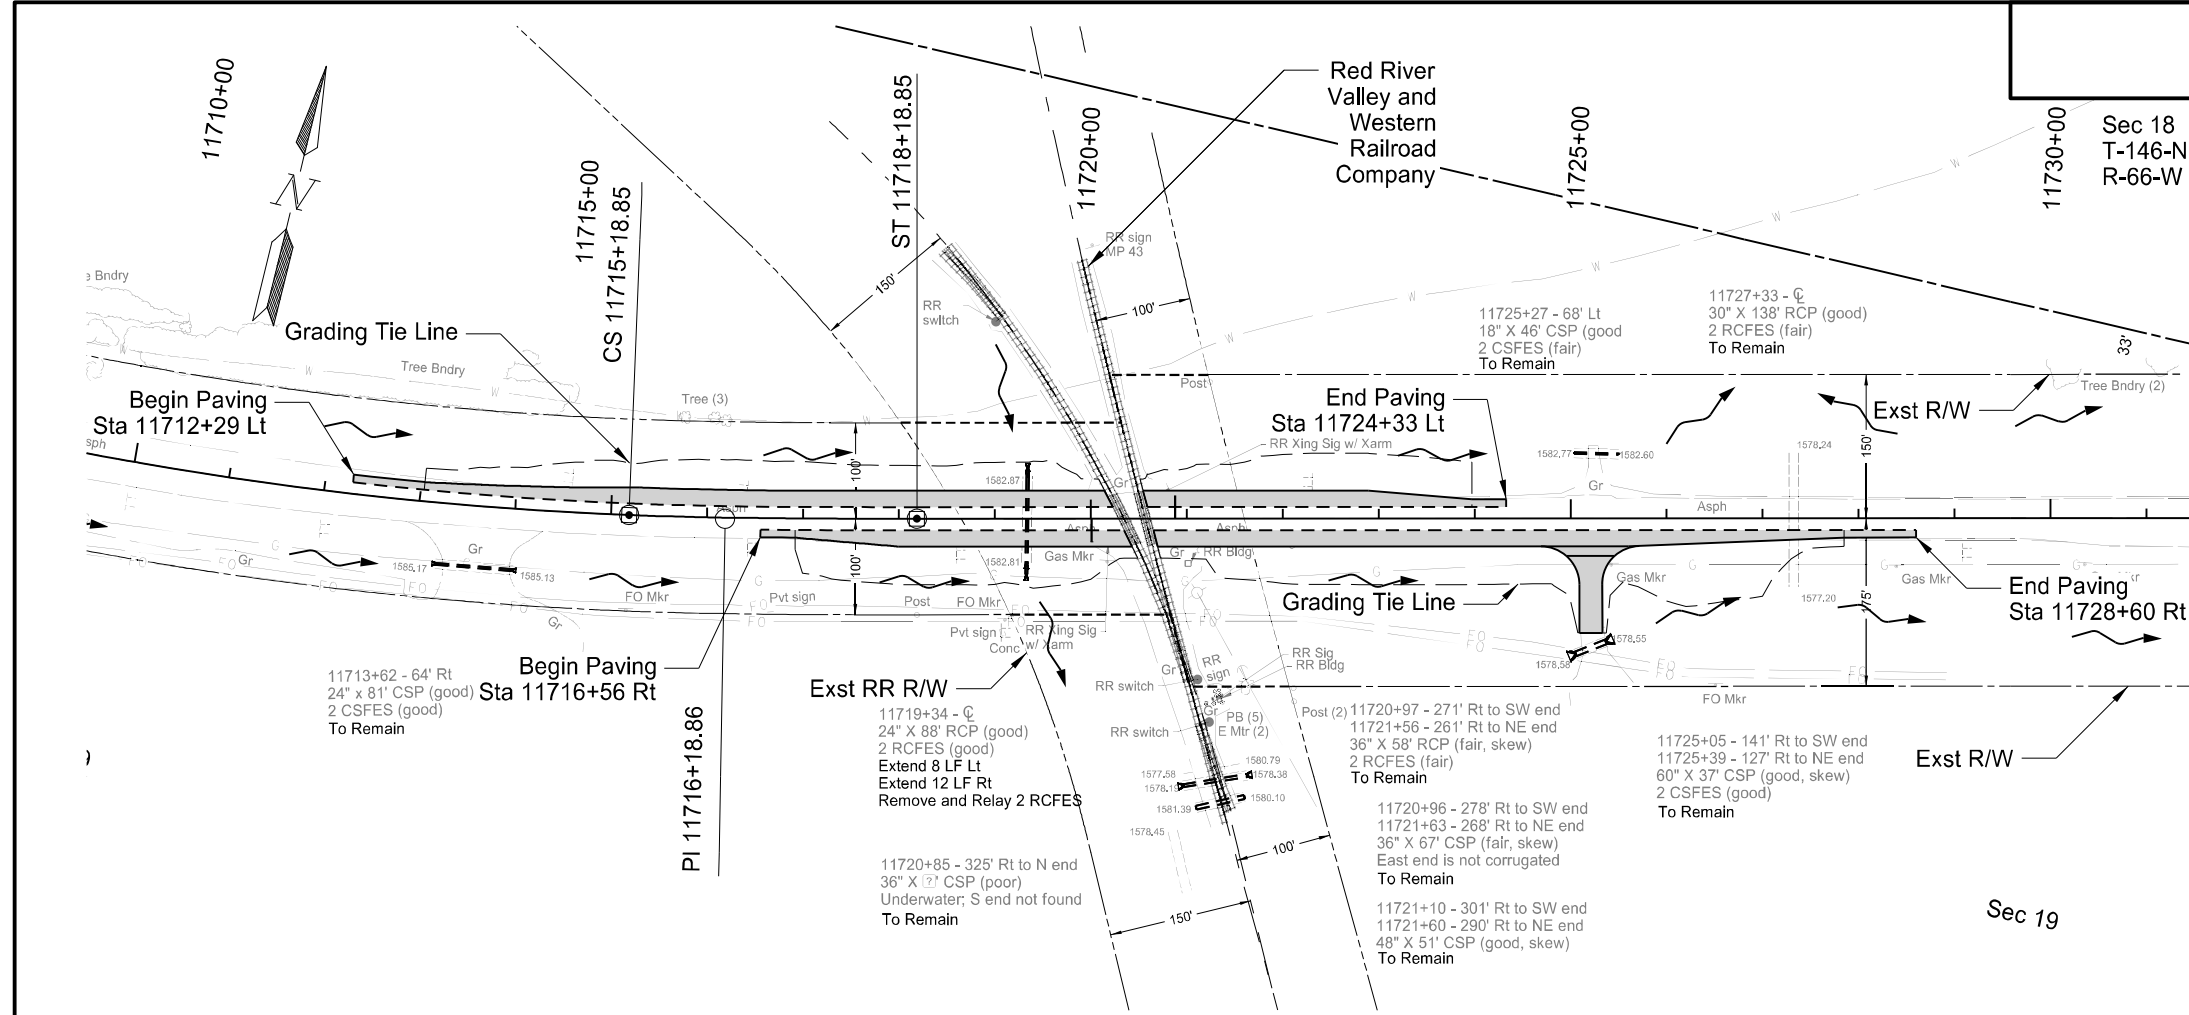 11710+00
11715+00
CS 11715+18.85
ST 11718+18.85
11720+00
Red River
Valley and
Western
Railroad
Company
11725+00
11730+00
Sec 18
T-146-N
R-66-W
N
RR sign
MP 43
150'
100'
RR
switch
W
W
W
W
W
W
W
e Bndry
Grading Tie Line
Tree Bndry
Tree (3)
Post
11725+27 - 68' Lt
18" X 46' CSP (good
2 CSFES (fair)
To Remain
11727+33 - ℄
30" X 138' RCP (good)
2 RCFES (fair)
To Remain
33'
Tree Bndry (2)
Exst R/W
Begin Paving
Sta 11712+29 Lt
End Paving
Sta 11724+33 Lt
RR Xing Sig w/ Xarm
sph
100'
1582.87
Gr
1582.77
1582.60
Gr
1578.24
150'
Asph
Asph
Asph
Asph
Gr
Gr
1585.17
1585.13
FO
FO
FO
FO Mkr
Gr
Pvt sign
100'
Post
FO Mkr
1582.81
Gas Mkr
Gr
RR Bldg
G
G
G
Gas Mkr
Gas Mkr
Grading Tie Line
1577.20
175'
End Paving
Sta 11728+60 Rt
Pvt sign
Conc
RR Xing Sig
w/ Xarm
FO
FO
FO
1578.55
1578.58
11713+62 - 64' Rt
24" x 81' CSP (good)
2 CSFES (good)
To Remain
Begin Paving
Sta 11716+56 Rt
PI 11716+18.86
Exst RR R/W
11719+34 - ℄
24" X 88' RCP (good)
2 RCFES (good)
Extend 8 LF Lt
Extend 12 LF Rt
Remove and Relay 2 RCFES
Gr
RR
sign
RR Sig
RR Bldg
RR switch
Gr
RR switch
PB (5)
E Mtr (2)
Post (2)
FO Mkr
11720+97 - 271' Rt to SW end
11721+56 - 261' Rt to NE end
36" X 58' RCP (fair, skew)
2 RCFES (fair)
To Remain
11725+05 - 141' Rt to SW end
11725+39 - 127' Rt to NE end
60" X 37' CSP (good, skew)
2 CSFES (good)
To Remain
Exst R/W
1577.58
1578.19
1580.79
1578.38
1581.39
1580.10
1578.45
11720+96 - 278' Rt to SW end
11721+63 - 268' Rt to NE end
36" X 67' CSP (fair, skew)
East end is not corrugated
To Remain
100'
11720+85 - 325' Rt to N end
36" X ?' CSP (poor)
Underwater; S end not found
To Remain
150'
11721+10 - 301' Rt to SW end
11721+60 - 290' Rt to NE end
48" X 51' CSP (good, skew)
To Remain
Sec 19